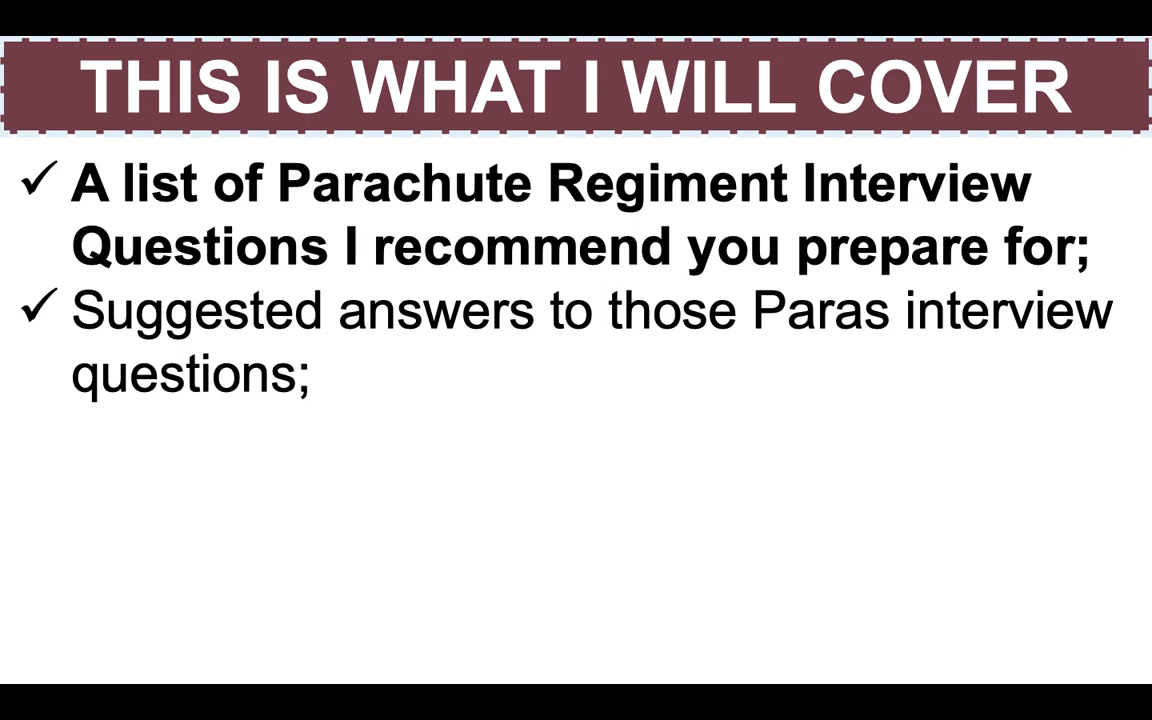 THIS IS WHAT I WILL COVER
✓ A list of Parachute Regiment Interview
Questions I recommend you prepare for;
✓ Suggested answers to those Paras interview
questions;